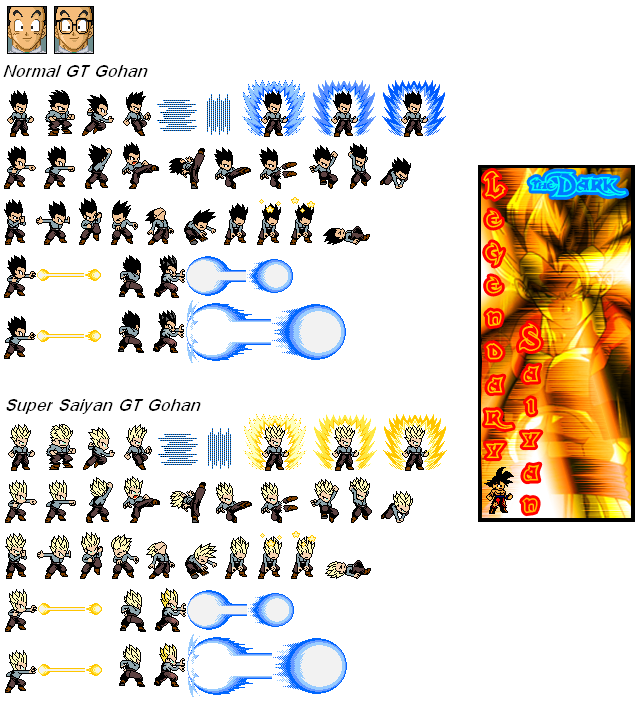 Normal GT Gohan
Super Saiyan GT Gohan
the Dark
Legendary
Saiyan